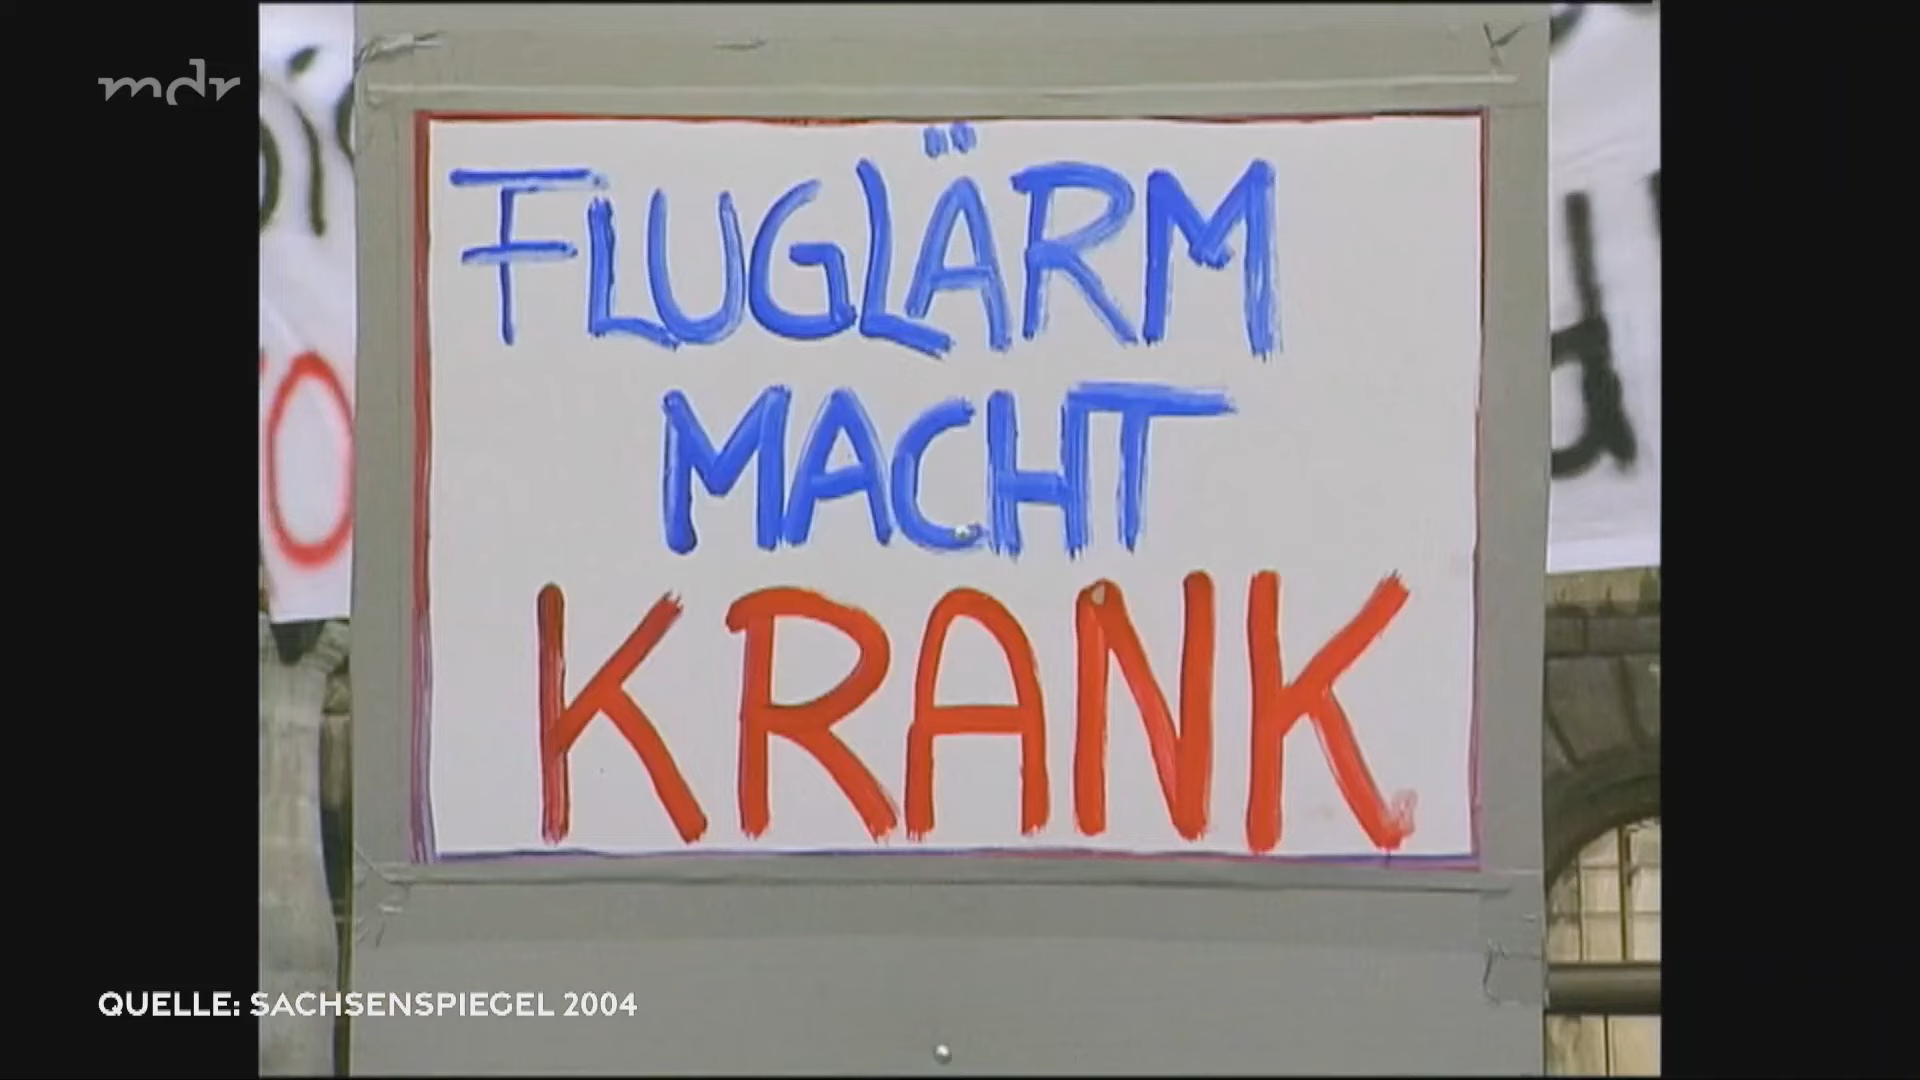 mdr
FLUGLÄRM
MACHT
KRANK
QUELLE: SACHSENSPIEGEL 2004